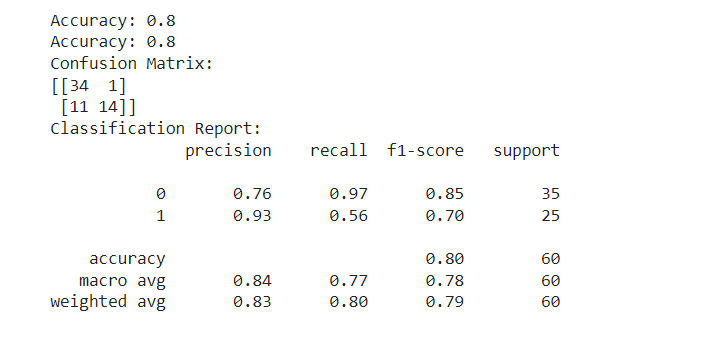 Accuracy: 0.8
Accuracy: 0.8
Confusion Matrix:
[[34  1]
 [11 14]]
Classification Report:
              precision    recall  f1-score   support

           0       0.76      0.97      0.85        35
           1       0.93      0.56      0.70        25

    accuracy                           0.80        60
   macro avg       0.84      0.77      0.78        60
weighted avg       0.83      0.80      0.79        60